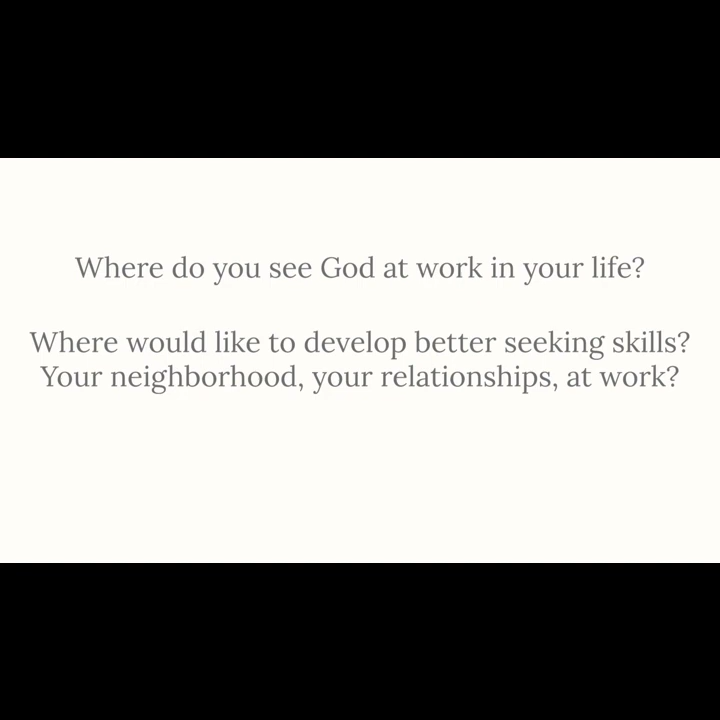 Where do you see God at work in your life?
Where would like to develop better seeking skills?
Your neighborhood, your relationships, at work?